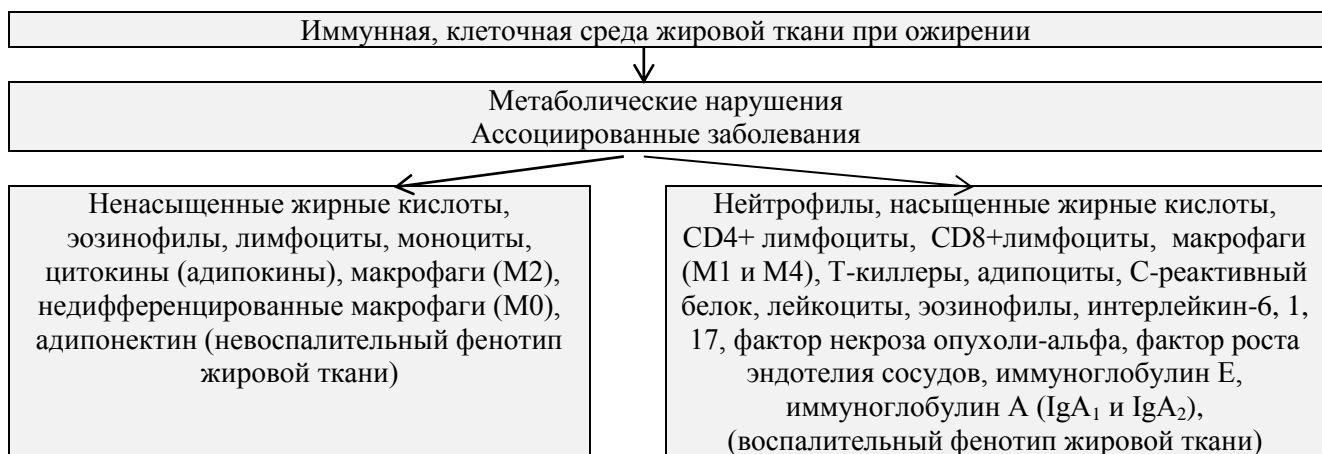 Иммунная, клеточная среда жировой ткани при ожирении
Метаболические нарушения
Ассоциированные заболевания
Ненасыщенные жирные кислоты,
эозинофилы, лимфоциты, моноциты,
цитокины (адипокины), макрофаги (М2),
недифференцированные макрофаги (М0),
адипонектин (невоспалительный фенотип
жировой ткани)
Нейтрофилы, насыщенные жирные кислоты,
CD4+ лимфоциты, CD8+лимфоциты, макрофаги
(М1 и М4), Т-киллеры, адипоциты, С-реактивный
белок, лейкоциты, эозинофилы, интерлейкин-6, 1,
17, фактор некроза опухоли-альфа, фактор роста
эндотелия сосудов, иммуноглобулин Е,
иммуноглобулин А (IgA₁ и IgA₂),
(воспалительный фенотип жировой ткани)